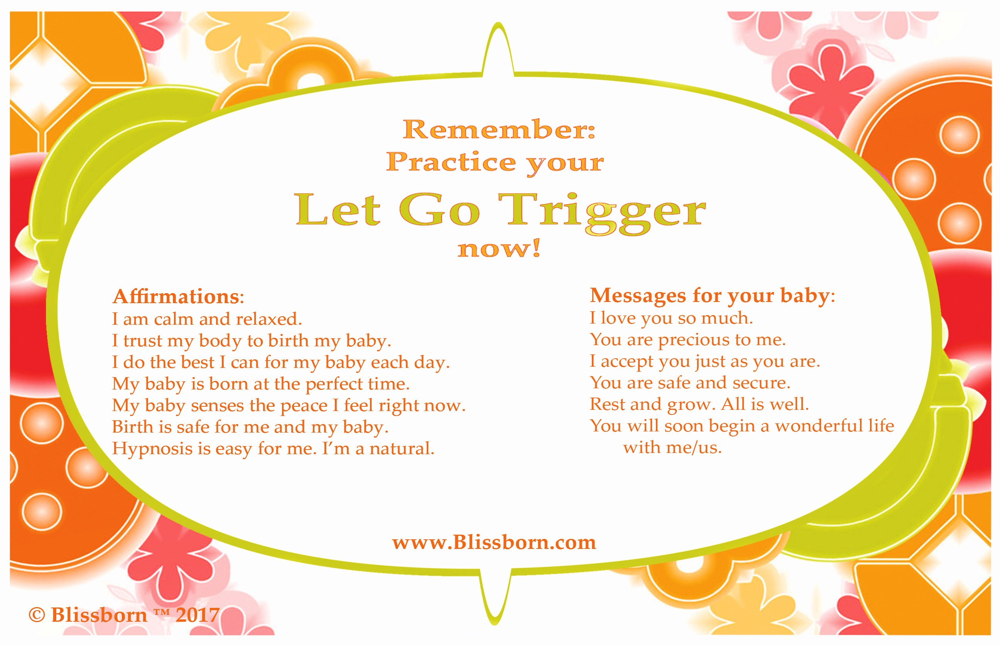 Remember:
Practice your
Let Go Trigger
now!
Affirmations:
I am calm and relaxed.
I trust my body to birth my baby.
I do the best I can for my baby each day.
My baby is born at the perfect time.
My baby senses the peace I feel right now.
Birth is safe for me and my baby.
Hypnosis is easy for me. I’m a natural.
Messages for your baby:
I love you so much.
You are precious to me.
I accept you just as you are.
You are safe and secure.
Rest and grow. All is well.
You will soon begin a wonderful life
with me/us.
www.Blissborn.com
© Blissborn ™ 2017